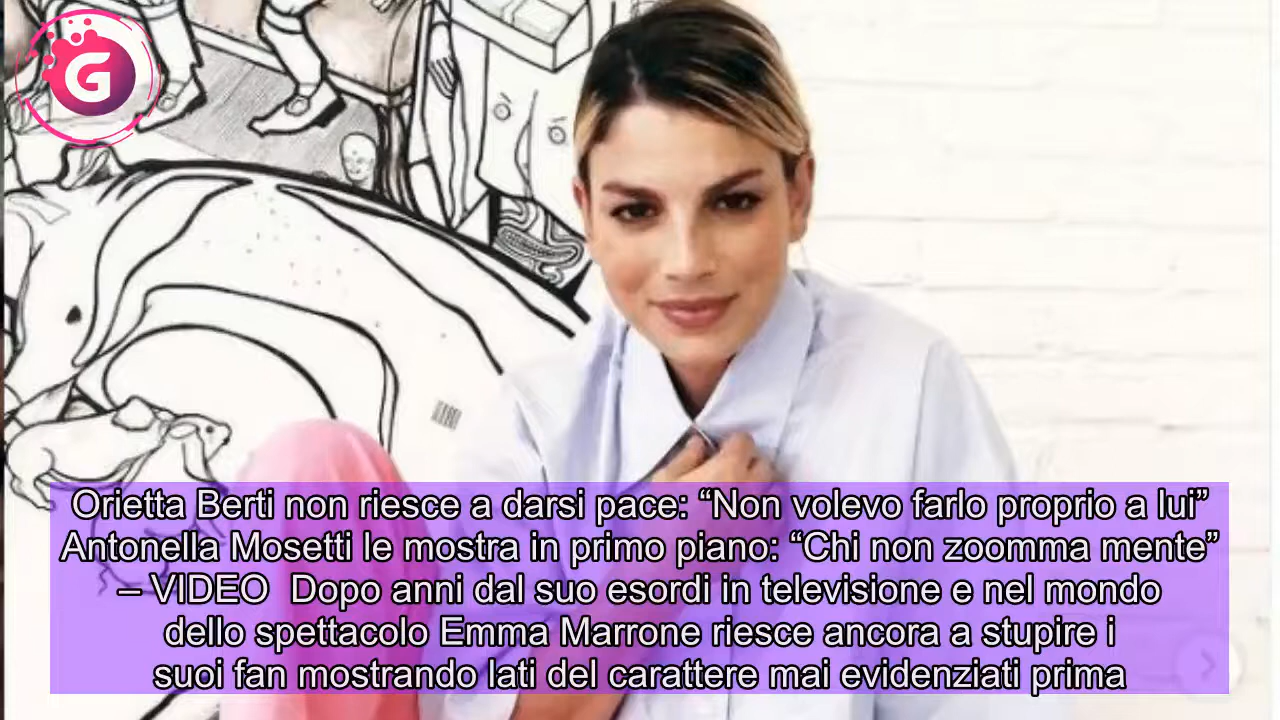 G
Orietta Berti non riesce a darsi pace: “Non volevo farlo proprio a lui”
Antonella Mosetti le mostra in primo piano: “Chi non zoomma mente”
– VIDEO  Dopo anni dal suo esordi in televisione e nel mondo
dello spettacolo Emma Marrone riesce ancora a stupire i
suoi fan mostrando lati del carattere mai evidenziati prima